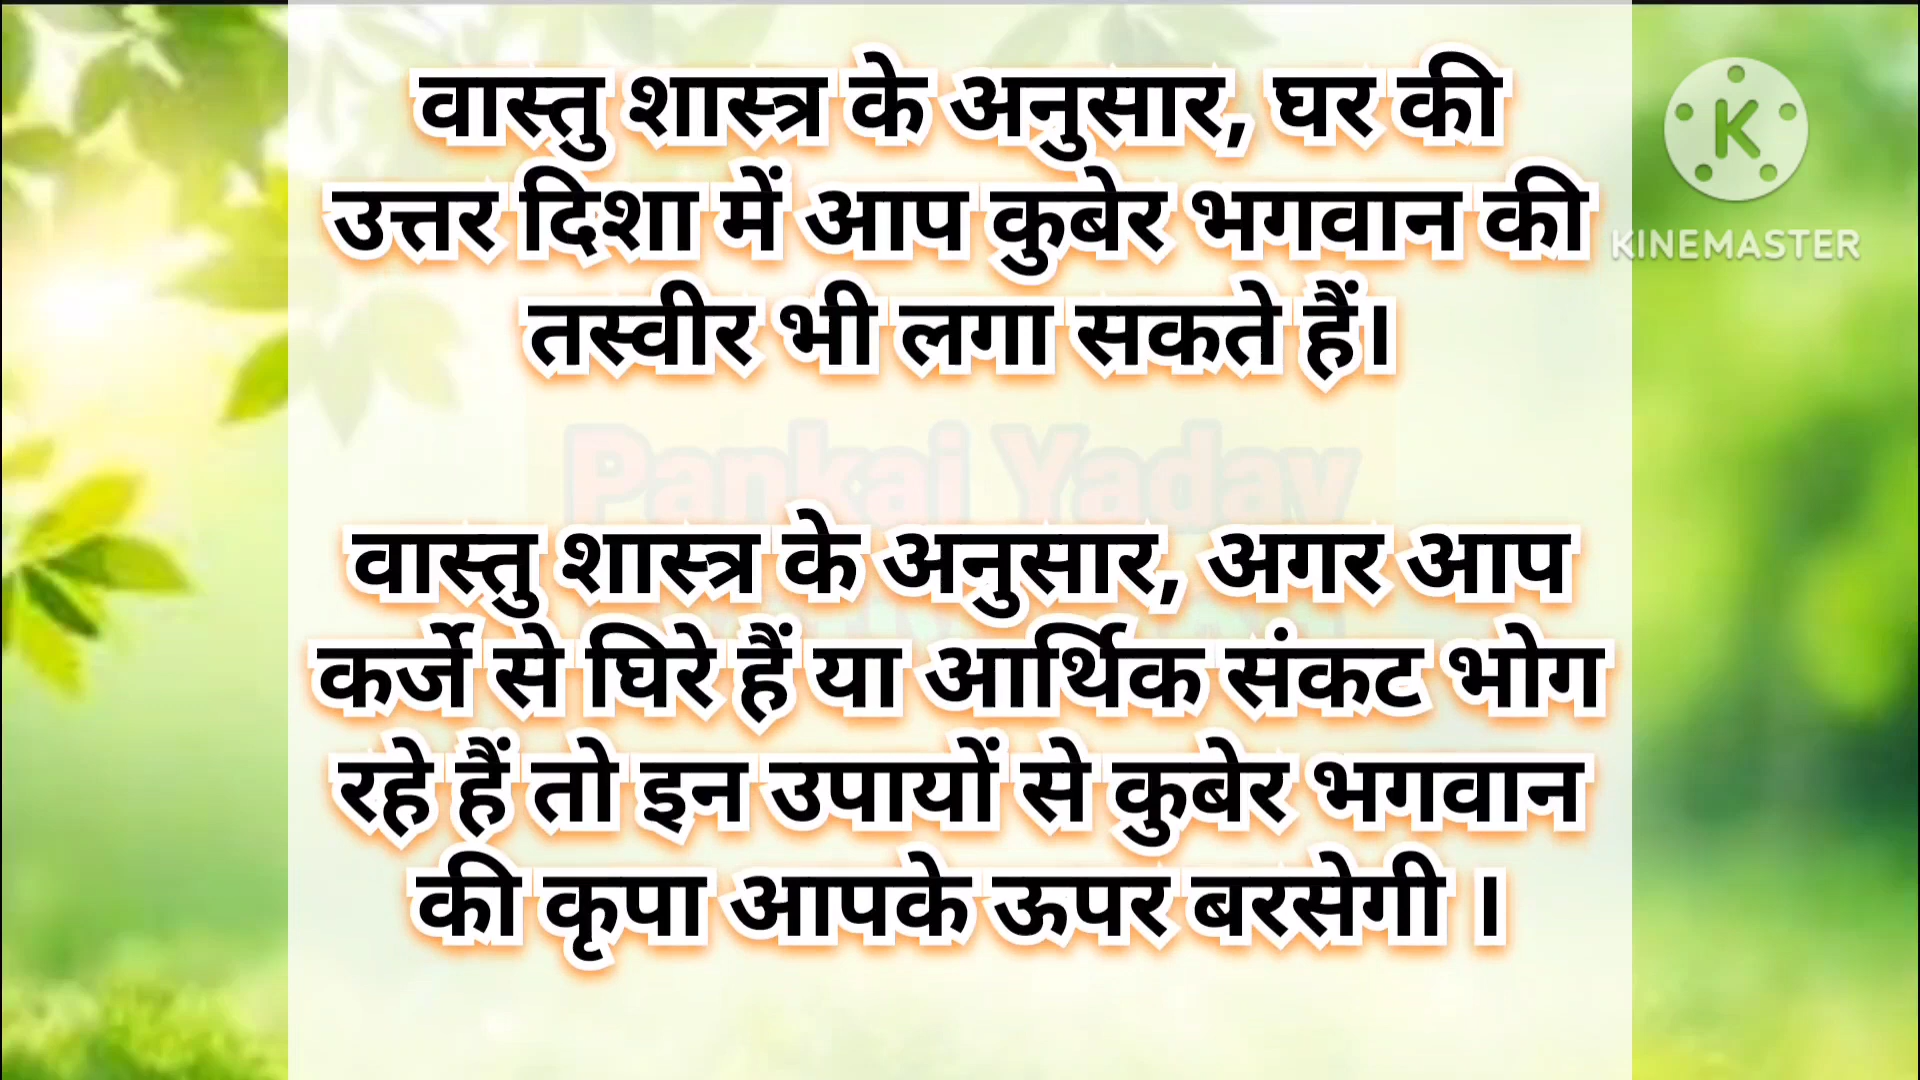 वास्तु शास्त्र के अनुसार, घर की
उत्तर दिशा में आप कुबेर भगवान की
तस्वीर भी लगा सकते हैं।
K
KINEMASTER
Pankaj Yadav
वास्तु शास्त्र के अनुसार, अगर आप
कर्जे से घिरे हैं या आर्थिक संकट भोग
रहे हैं तो इन उपायों से कुबेर भगवान
की कृपा आपके ऊपर बरसेगी ।